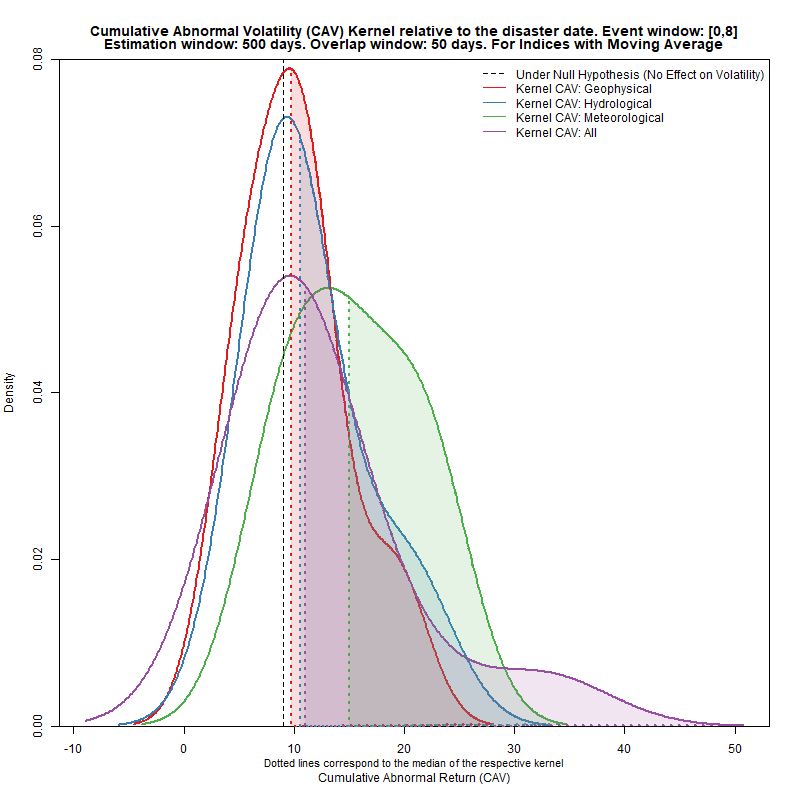 Cumulative Abnormal Volatility (CAV) Kernel relative to the disaster date. Event window: [0,8]
Estimation window: 500 days. Overlap window: 50 days. For Indices with Moving Average
Under Null Hypothesis (No Effect on Volatility)
Kernel CAV: Geophysical
Kernel CAV: Hydrological
Kernel CAV: Meteorological
Kernel CAV: All
Density
0.08
0.06
0.04
0.02
0.00
-10 0 10 20 30 40 50
Dotted lines correspond to the median of the respective kernel
Cumulative Abnormal Return (CAV)